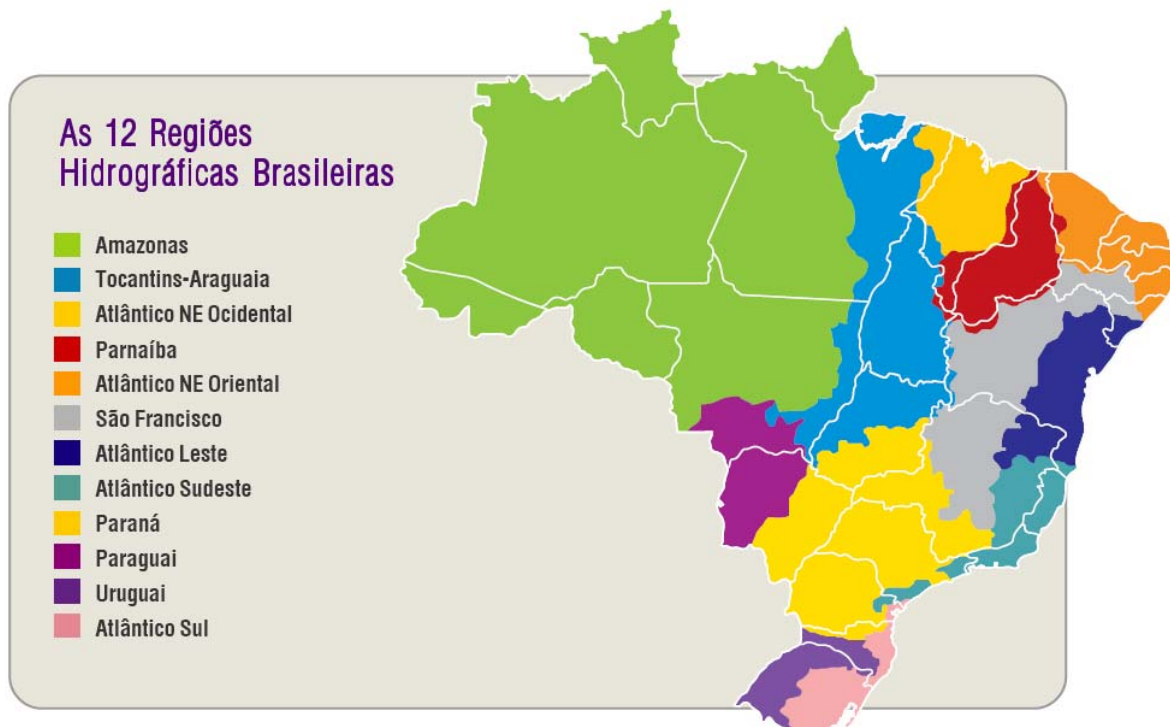 As 12 Regiões
Hidrográficas Brasileiras
Amazonas
Tocantins-Araguaia
Atlântico NE Ocidental
Parnaíba
Atlântico NE Oriental
São Francisco
Atlântico Leste
Atlântico Sudeste
Paraná
Paraguai
Uruguai
Atlântico Sul